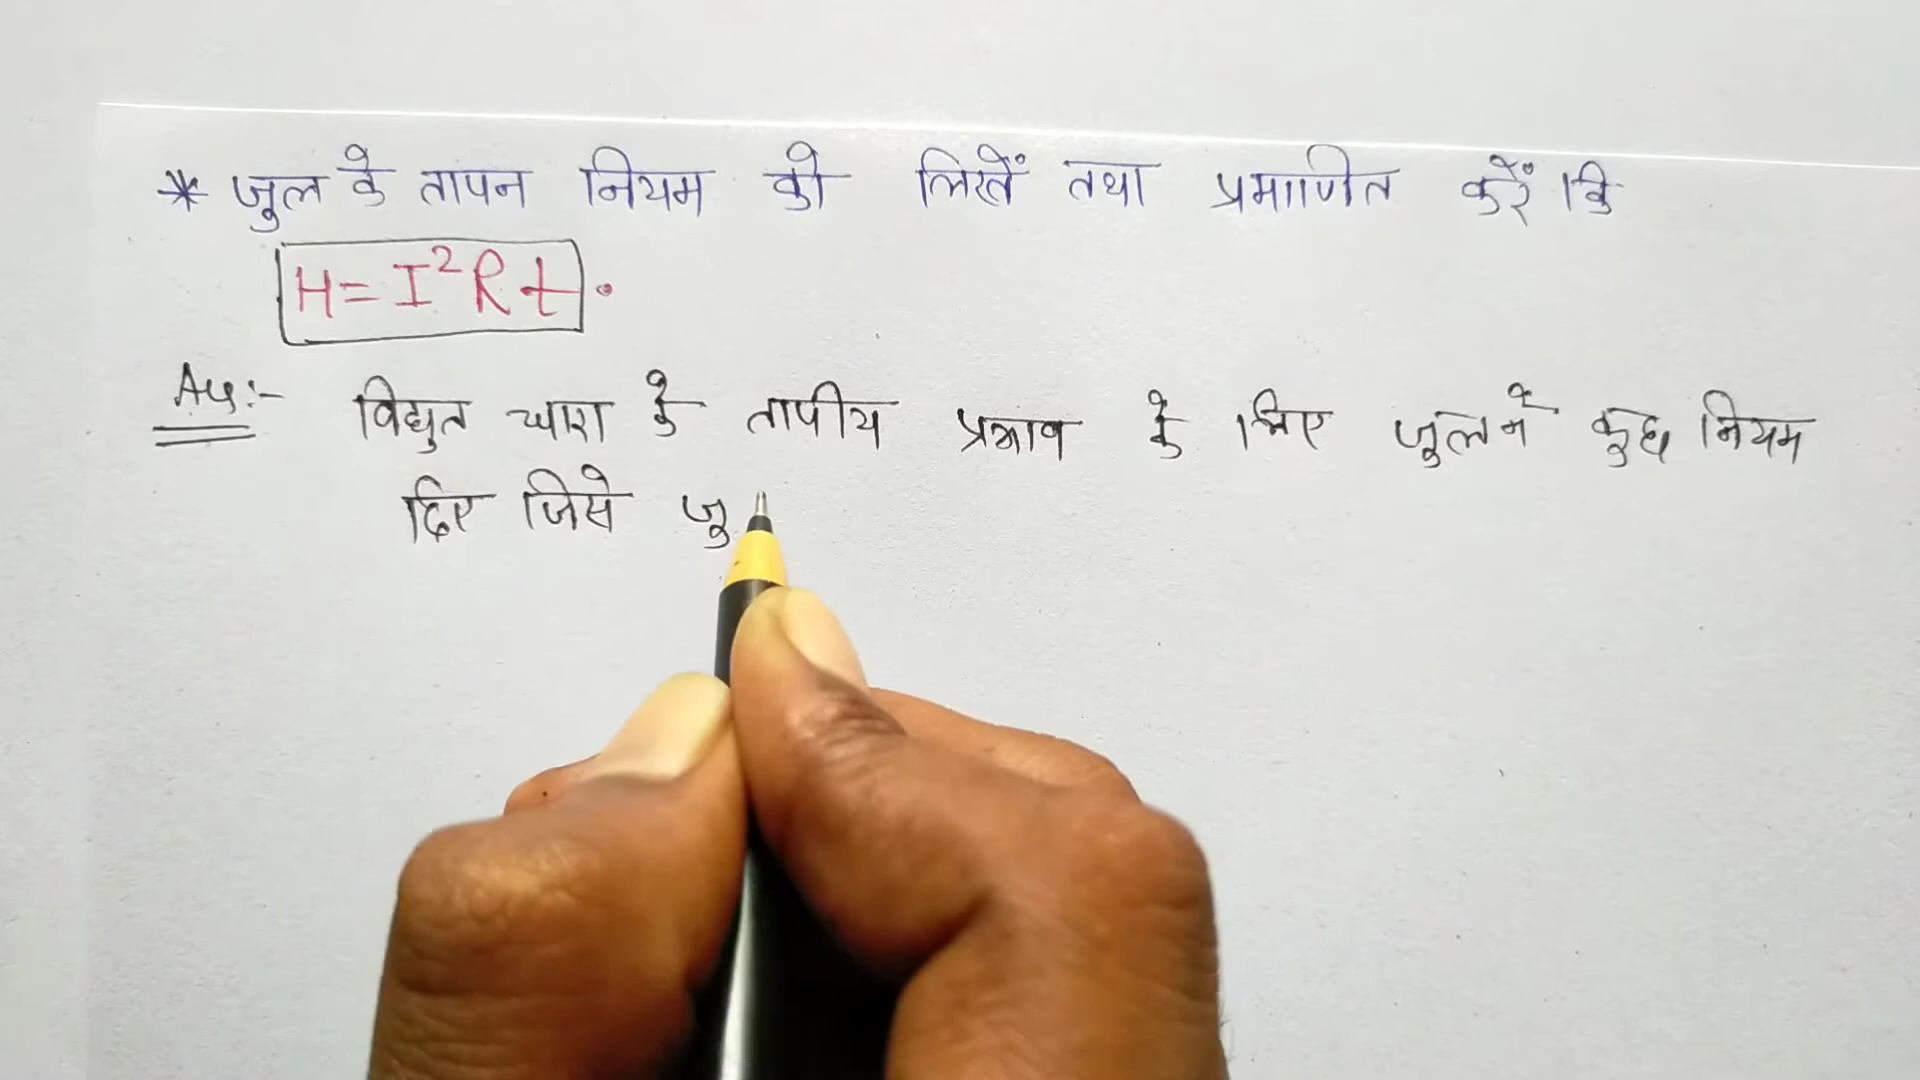 * जुल के तापन नियम को लिखें तथा प्रमाणित करें कि
H = I²Rt.
Ans:- विद्युत धारा के तापीय प्रभाव के लिए जुल ने कुछ नियम
दिए जिसे जु